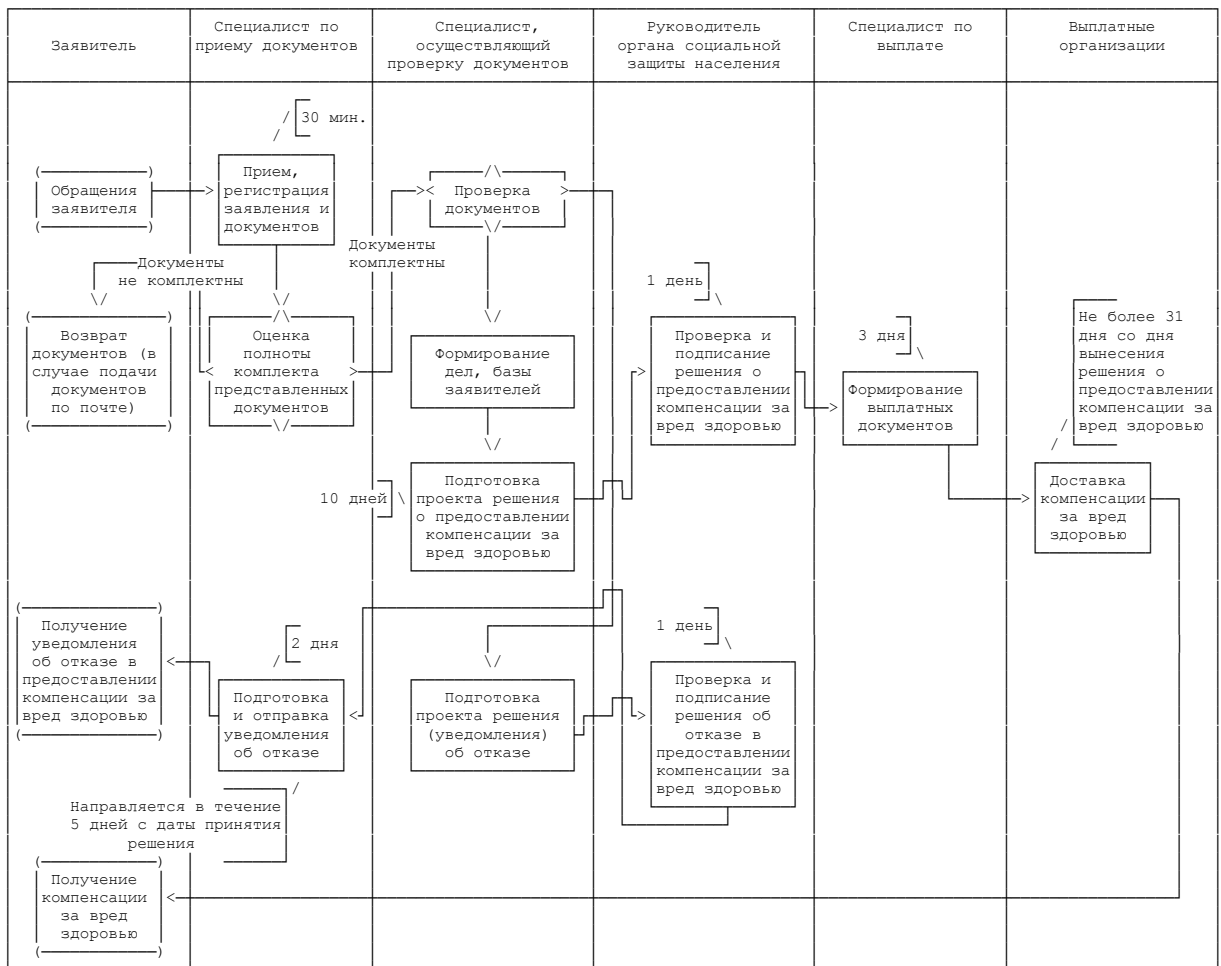 Заявитель
Специалист по
приему документов
Специалист,
осуществляющий
проверку документов
Руководитель
органа социальной
защиты населения
Специалист по
выплате
Выплатные
организации
30 мин.
Обращения
заявителя
Прием,
регистрация
заявления и
документов
Проверка
документов
Документы
не комплектны
Документы
комплектны
Возврат
документов (в
случае подачи
документов
по почте)
Оценка
полноты
комплекта
представленных
документов
Формирование
дел, базы
заявителей
1 день
Проверка и
подписание
решения о
предоставлении
компенсации за
вред здоровью
3 дня
Формирование
выплатных
документов
Не более 31
дня со дня
вынесения
решения о
предоставлении
компенсации за
вред здоровью
10 дней
Подготовка
проекта решения
о предоставлении
компенсации за
вред здоровью
Доставка
компенсации
за вред
здоровью
Получение
уведомления
об отказе в
предоставлении
компенсации за
вред здоровью
2 дня
Подготовка
и отправка
уведомления
об отказе
Подготовка
проекта решения
(уведомления)
об отказе
1 день
Проверка и
подписание
решения об
отказе в
предоставлении
компенсации за
вред здоровью
Направляется в течение
5 дней с даты принятия
решения
Получение
компенсации
за вред
здоровью